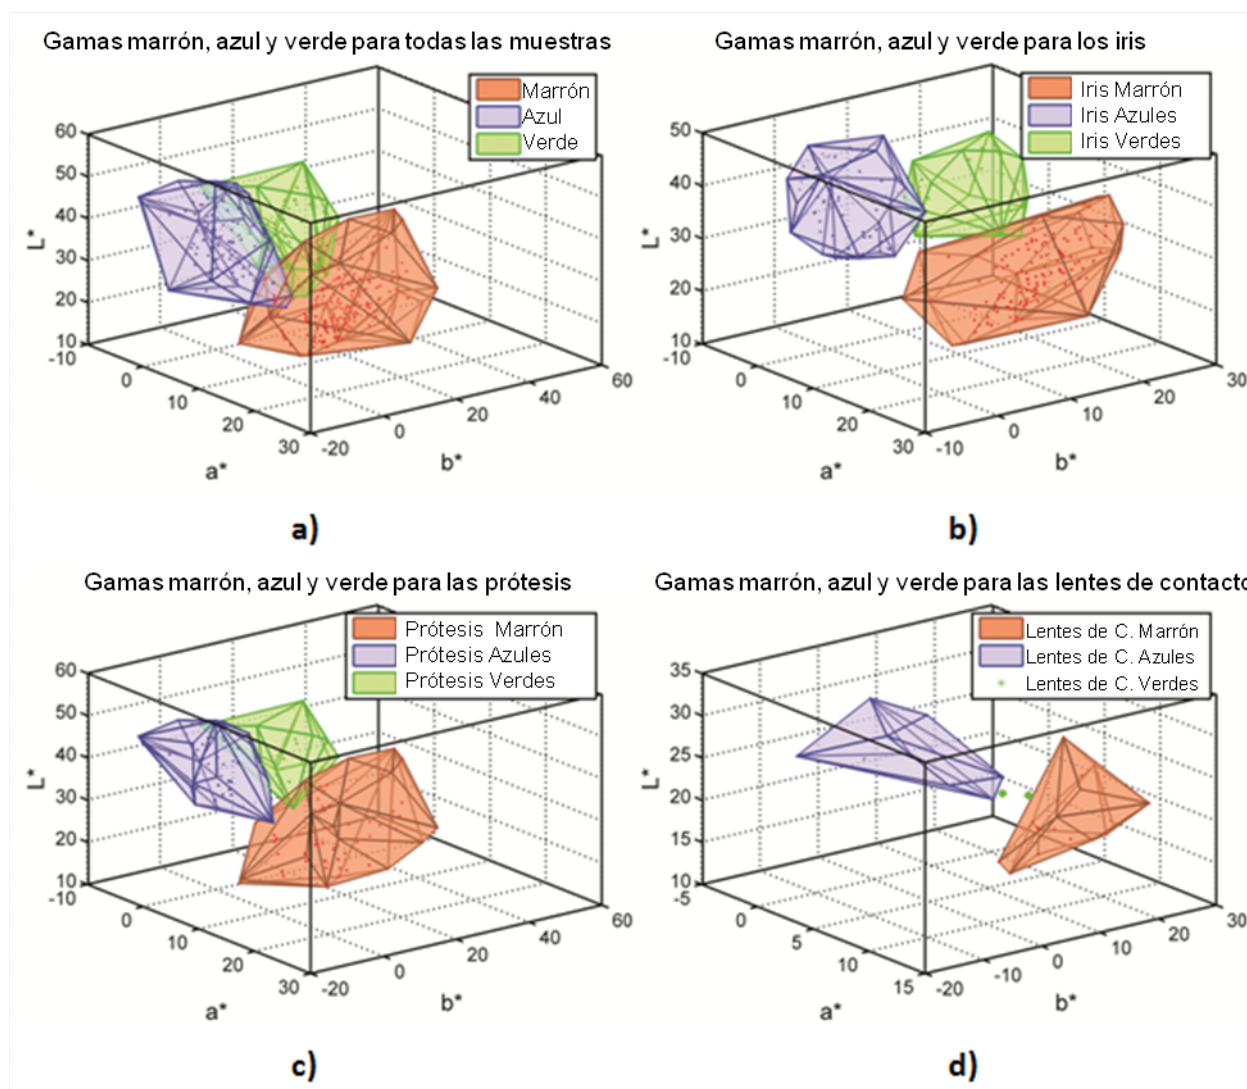 Gamas marrón, azul y verde para todas las muestras
Marrón
Azul
Verde
60
50
40
30
20
10
L*
-10
0
10
20
30
a*
-20
0
20
40
60
b*
a)
Gamas marrón, azul y verde para los iris
Iris Marrón
Iris Azules
Iris Verdes
50
40
30
20
10
L*
-10
0
10
20
30
a*
-10
0
10
20
30
b*
b)
Gamas marrón, azul y verde para las prótesis
Prótesis Marrón
Prótesis Azules
Prótesis Verdes
60
50
40
30
20
10
L*
-10
0
10
20
30
a*
-20
0
20
40
60
b*
c)
Gamas marrón, azul y verde para las lentes de contacto
Lentes de C. Marrón
Lentes de C. Azules
Lentes de C. Verdes
35
30
25
20
15
10
L*
-5
0
5
10
15
a*
-20
-10
0
10
20
30
b*
d)